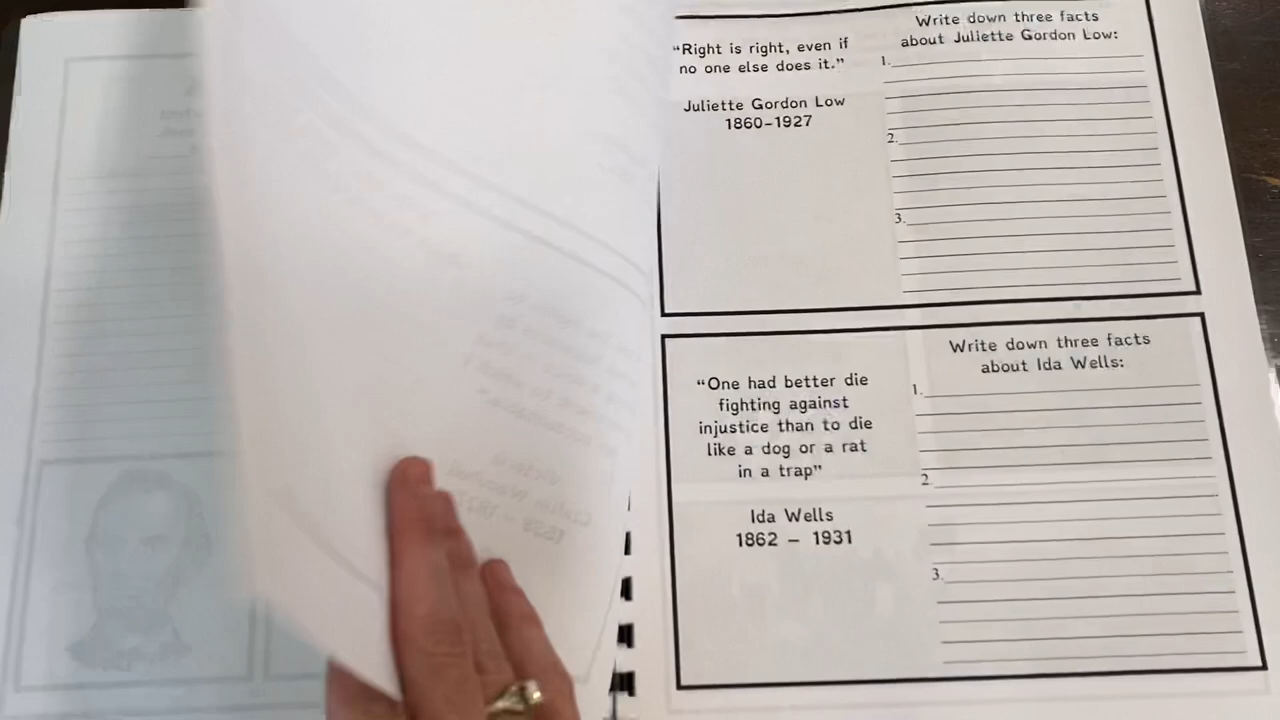 “Right is right, even if
no one else does it.”
Juliette Gordon Low
1860-1927
Write down three facts
about Juliette Gordon Low:
1.
2.
3.
“One had better die
fighting against
injustice than to die
like a dog or a rat
in a trap”
Ida Wells
1862 – 1931
Write down three facts
about Ida Wells:
1.
2
3.